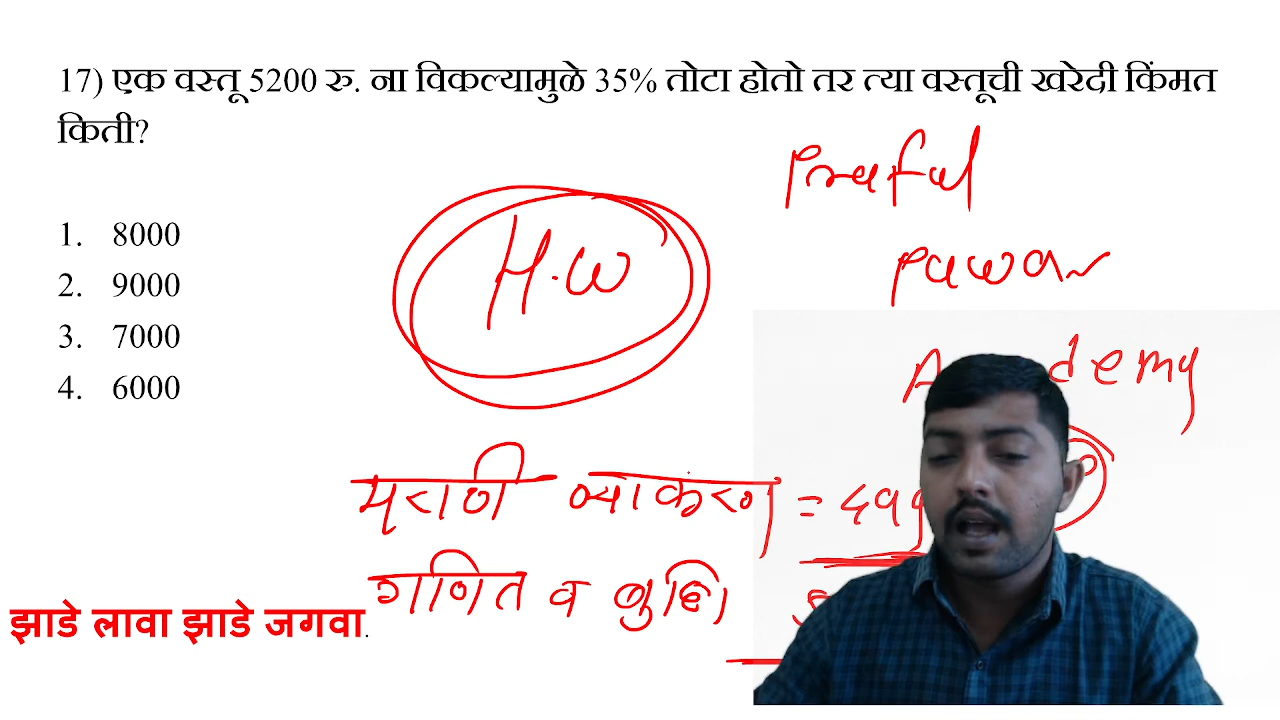 17) एक वस्तू 5200 रु. ना विकल्यामुळे 35% तोटा होतो तर त्या वस्तूची खरेदी किंमत
किती?
Praful
Pawar
1. 8000
2. 9000
3. 7000
4. 6000
H.W
मराठी व्याकरण =
गणित व बुद्धि
झाडे लावा झाडे जगवा.